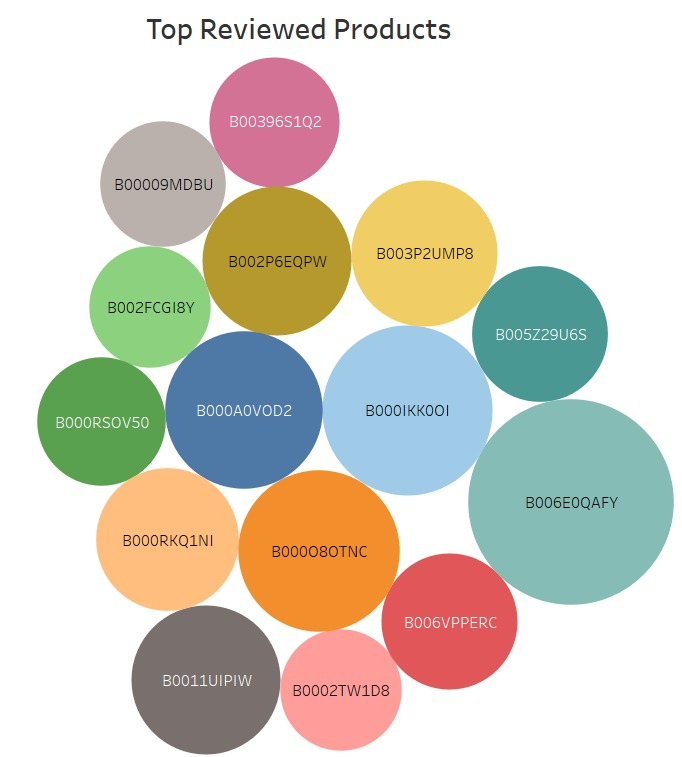 Top Reviewed Products
B00396S1Q2
B00009MDBU
B002P6EQPW
B003P2UMP8
B002FCGI8Y
B005Z29U6S
B000A0VOD2
B000IKK0OI
B000RSOV50
B006E0QAFY
B000RKQ1NI
B000O8OTNC
B006VPPERC
B0011UIPIW
B0002TW1D8